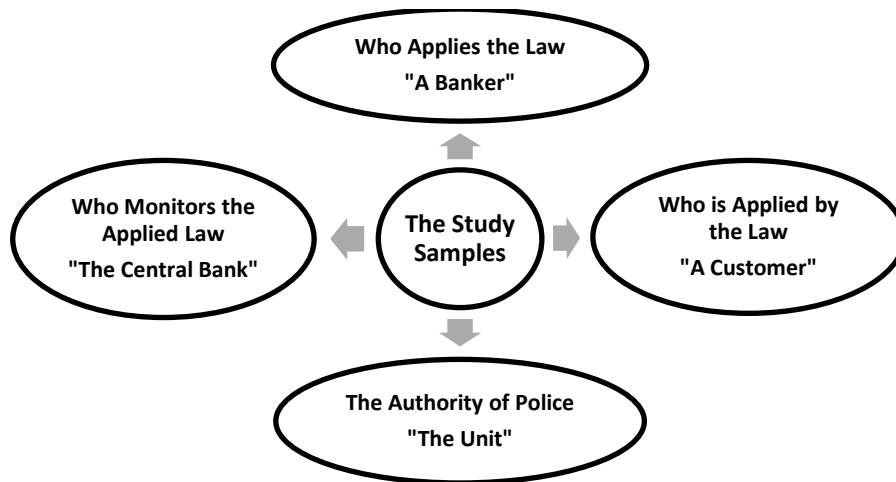 Who Applies the Law
"A Banker"
Who Monitors the
Applied Law
"The Central Bank"
The Study
Samples
Who is Applied by
the Law
"A Customer"
The Authority of Police
"The Unit"